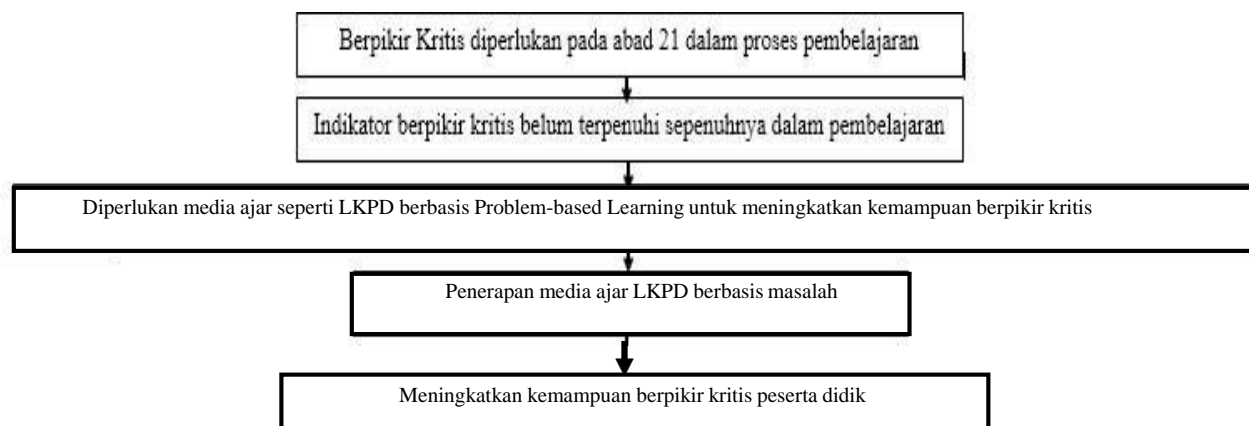 Berpikir Kritis diperlukan pada abad 21 dalam proses pembelajaran
Indikator berpikir kritis belum terpenuhi sepenuhnya dalam pembelajaran
Diperlukan media ajar seperti LKPD berbasis Problem-based Learning untuk meningkatkan kemampuan berpikir kritis
Penerapan media ajar LKPD berbasis masalah
Meningkatkan kemampuan berpikir kritis peserta didik